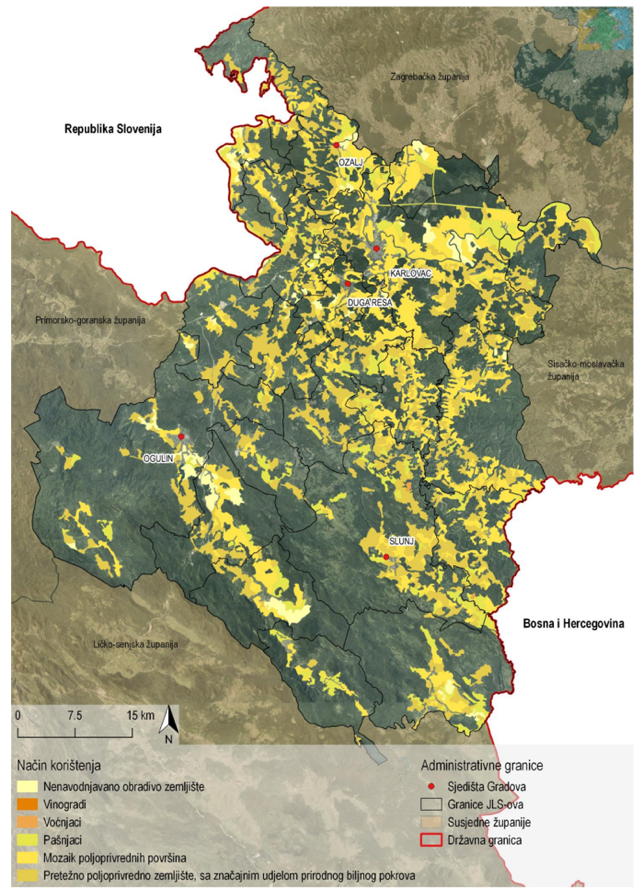 Zagrebačka županija
Republika Slovenija
OZALJ
KARLOVAC
DUGA RESA
Primorsko-goranska županija
Sisačko-moslavačka
županija
OGULIN
SLUNJ
Bosna i Hercegovina
Ličko-senjska županija
0 7.5 15 km
N
Način korištenja
Nenavodnjavano obradivo zemljište
Vinogradi
Voćnjaci
Pašnjaci
Mozaik poljoprivrednih površina
Pretežno poljoprivredno zemljište, sa značajnim udjelom prirodnog biljnog pokrova
Administrativne granice
Sjedišta Gradova
Granice JLS-ova
Susjedne županije
Državna granica